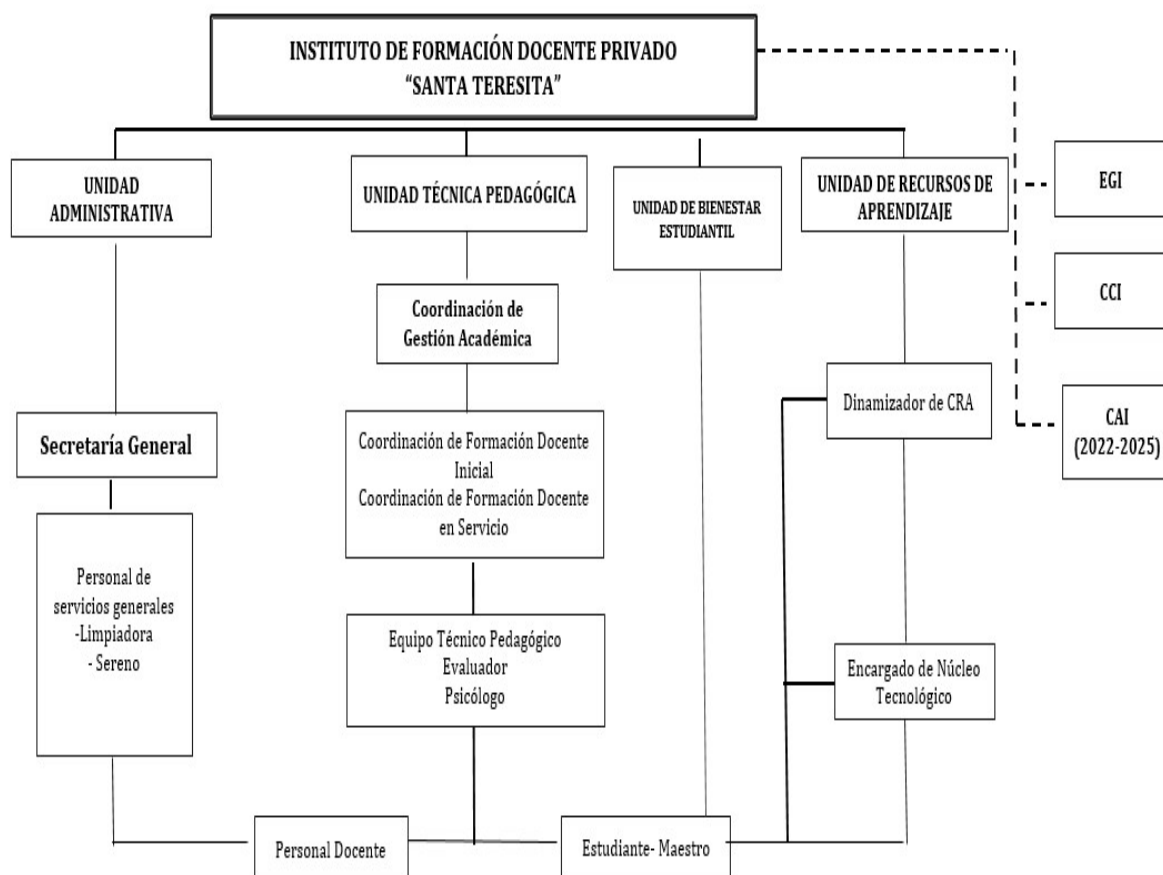 INSTITUTO DE FORMACIÓN DOCENTE PRIVADO
“SANTA TERESITA”
UNIDAD
ADMINISTRATIVA
UNIDAD TÉCNICA PEDAGÓGICA
UNIDAD DE BIENESTAR
ESTUDIANTIL
UNIDAD DE RECURSOS DE
APRENDIZAJE
EGI
CCI
CAI
(2022-2025)
Coordinación de
Gestión Académica
Dinamizador de CRA
Secretaría General
Coordinación de Formación Docente
Inicial
Coordinación de Formación Docente
en Servicio
Personal de
servicios generales
-Limpiadora
- Sereno
Equipo Técnico Pedagógico
Evaluador
Psicólogo
Encargado de Núcleo
Tecnológico
Personal Docente
Estudiante- Maestro